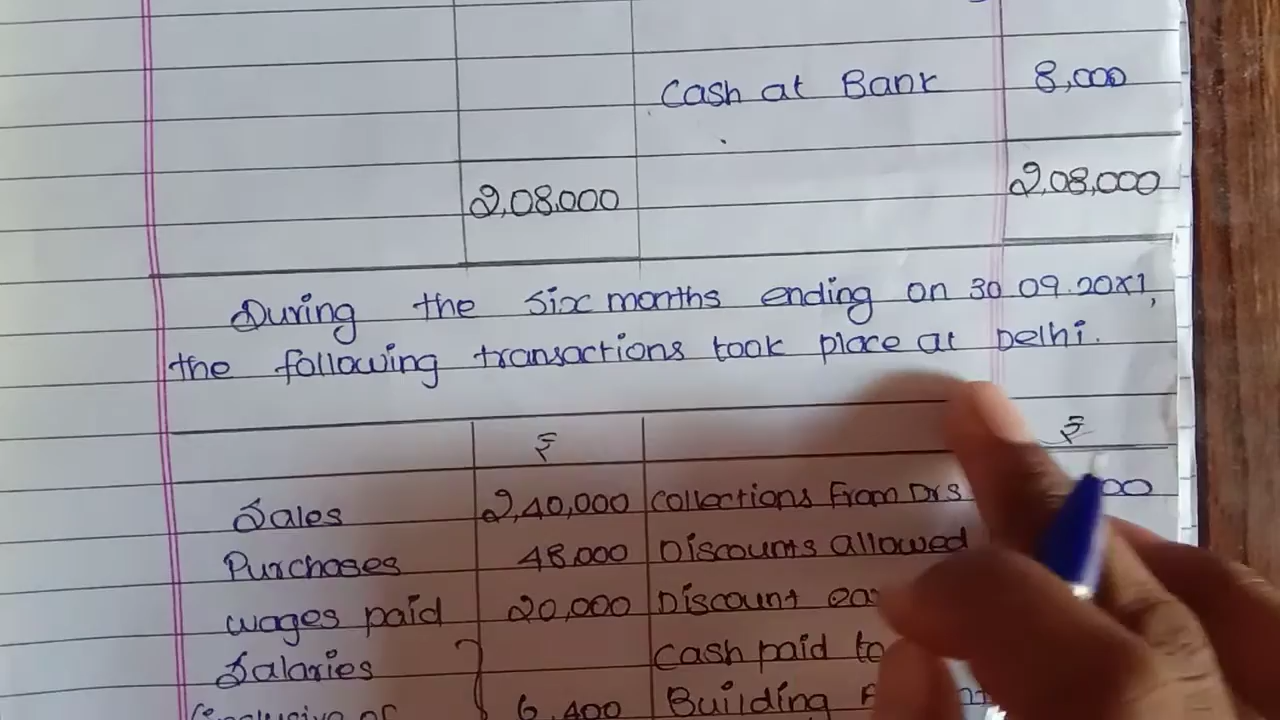 Cash at Bank 8,000
2,08,000 2,08,000
During the six months ending on 30 09.20X1,
the following transactions took place at Delhi.
₹ ₹
Sales 2,40,000 Collections from Drs
Purchases 48,000 Discounts allowed
wages paid 20,000 Discount
Salaries Cash paid to
6,400 Building